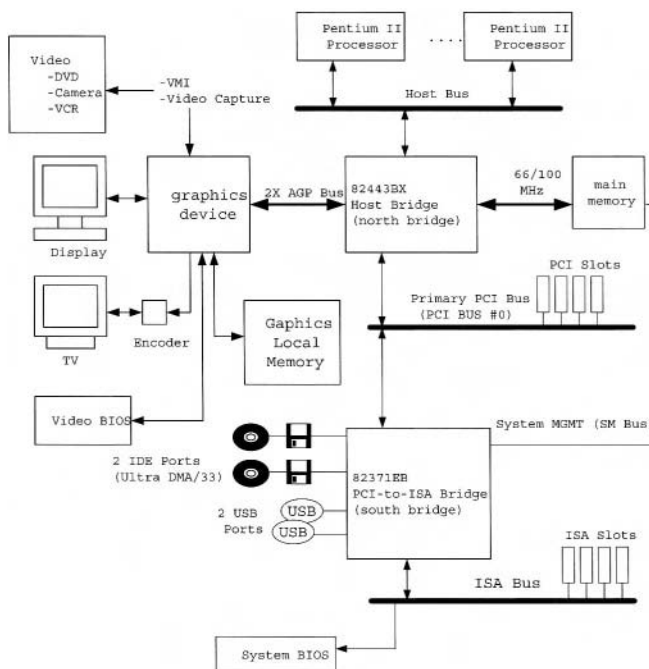 Pentium II
Processor
....
Pentium II
Processor
Video
-DVD
-Camera
-VCR
-VMI
-Video Capture
Host Bus
graphics
device
2X AGP Bus
82443BX
Host Bridge
(north bridge)
66/100
MHz
main
memory
Display
PCI Slots
Primary PCI Bus
(PCI BUS #0)
TV
Encoder
Gaphics
Local
Memory
Video BIOS
System MGMT (SM Bus
2 IDE Ports
(Ultra DMA/33)
82371EB
PCI-to-ISA Bridge
(south bridge)
2 USB
Ports
USB
USB
ISA Slots
ISA Bus
System BIOS